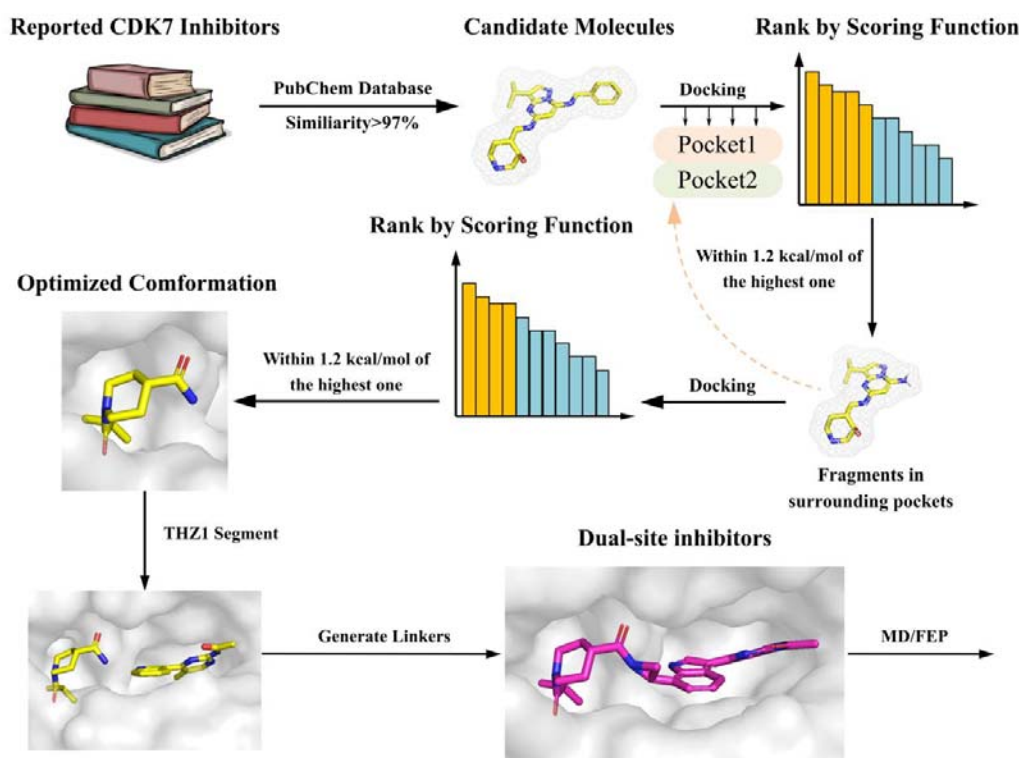 Reported CDK7 Inhibitors
PubChem Database
Similiarity>97%
Candidate Molecules
Docking
Pocket1
Pocket2
Rank by Scoring Function
Within 1.2 kcal/mol of
the highest one
Fragments in
surrounding pockets
Docking
Rank by Scoring Function
Within 1.2 kcal/mol of
the highest one
Optimized Comformation
THZ1 Segment
Generate Linkers
Dual-site inhibitors
MD/FEP